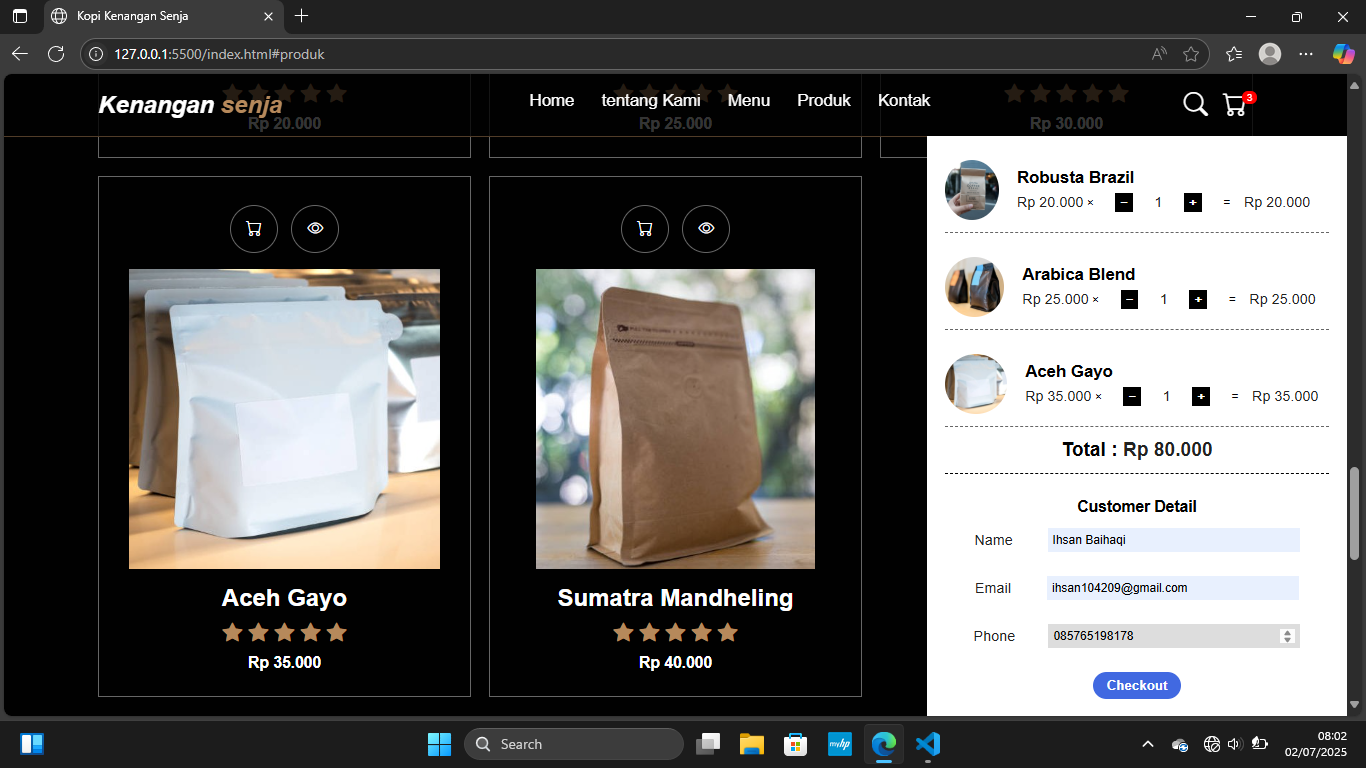 Kopi Kenangan Senja
127.0.0.1:5500/index.html#produk
Kenangan senja
Home tentang Kami Menu Produk Kontak
3
Rp 20.000 Rp 25.000 Rp 30.000
Robusta Brazil
Rp 20.000 × − 1 + = Rp 20.000
Arabica Blend
Rp 25.000 × − 1 + = Rp 25.000
Aceh Gayo
Rp 35.000 × − 1 + = Rp 35.000
Total : Rp 80.000
Customer Detail
Name Ihsan Baihaqi
Email ihsan104209@gmail.com
Phone 085765198178
Checkout
Aceh Gayo
Rp 35.000
Sumatra Mandheling
Rp 40.000
Search
myhp
08:02
02/07/2025